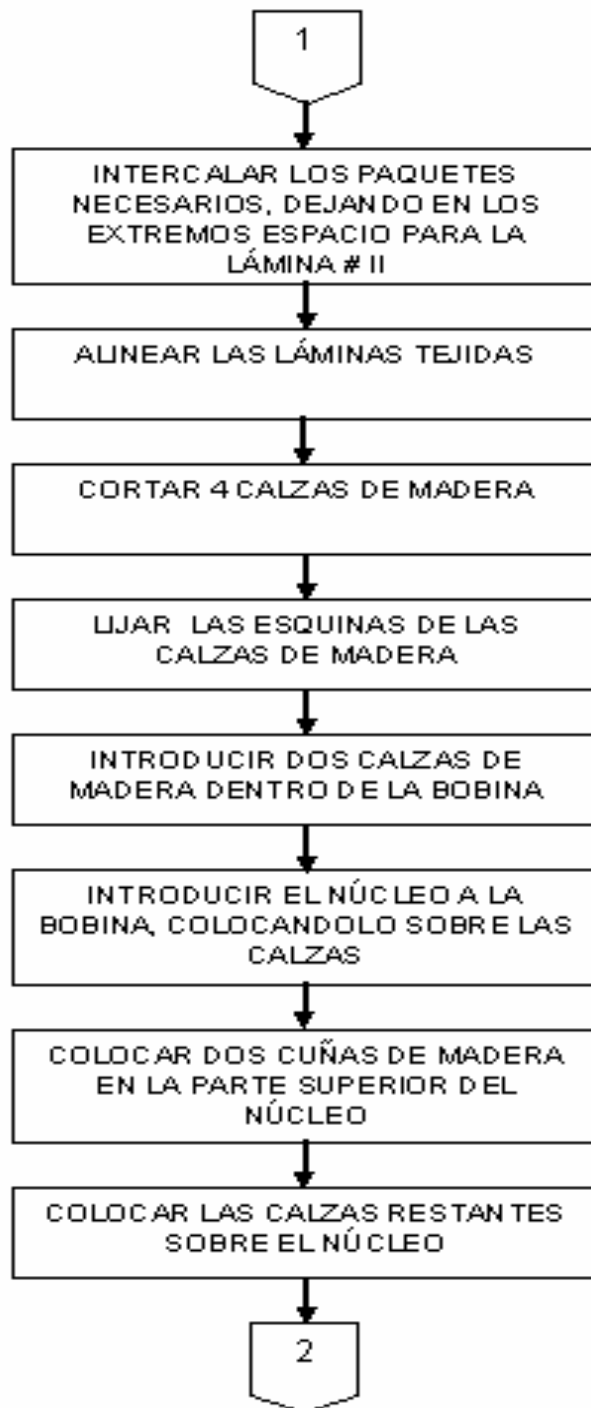 1
INTERCALAR LOS PAQUETES
NECESARIOS, DEJANDO EN LOS
EXTREMOS ESPACIO PARA LA
LÁMINA # II
ALINEAR LAS LÁMINAS TEJIDAS
CORTAR 4 CALZAS DE MADERA
LIJAR LAS ESQUINAS DE LAS
CALZAS DE MADERA
INTRODUCIR DOS CALZAS DE
MADERA DENTRO DE LA BOBINA
INTRODUCIR EL NÚCLEO A LA
BOBINA, COLOCANDOLO SOBRE LAS
CALZAS
COLOCAR DOS CUÑAS DE MADERA
EN LA PARTE SUPERIOR DEL
NÚCLEO
COLOCAR LAS CALZAS RESTANTES
SOBRE EL NÚCLEO
2